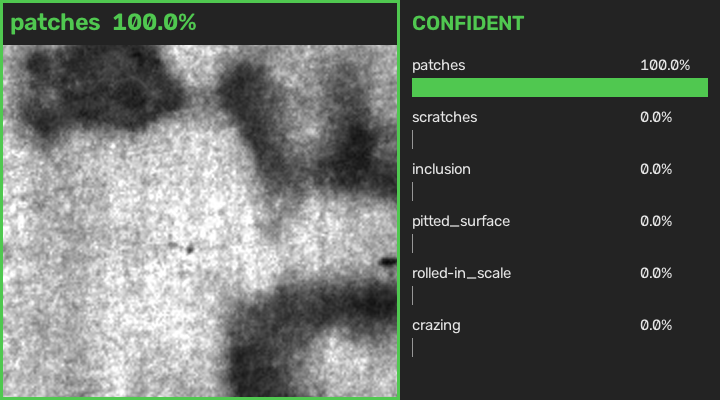 patches 100.0%
CONFIDENT
patches 100.0%
scratches 0.0%
inclusion 0.0%
pitted_surface 0.0%
rolled-in_scale 0.0%
crazing 0.0%